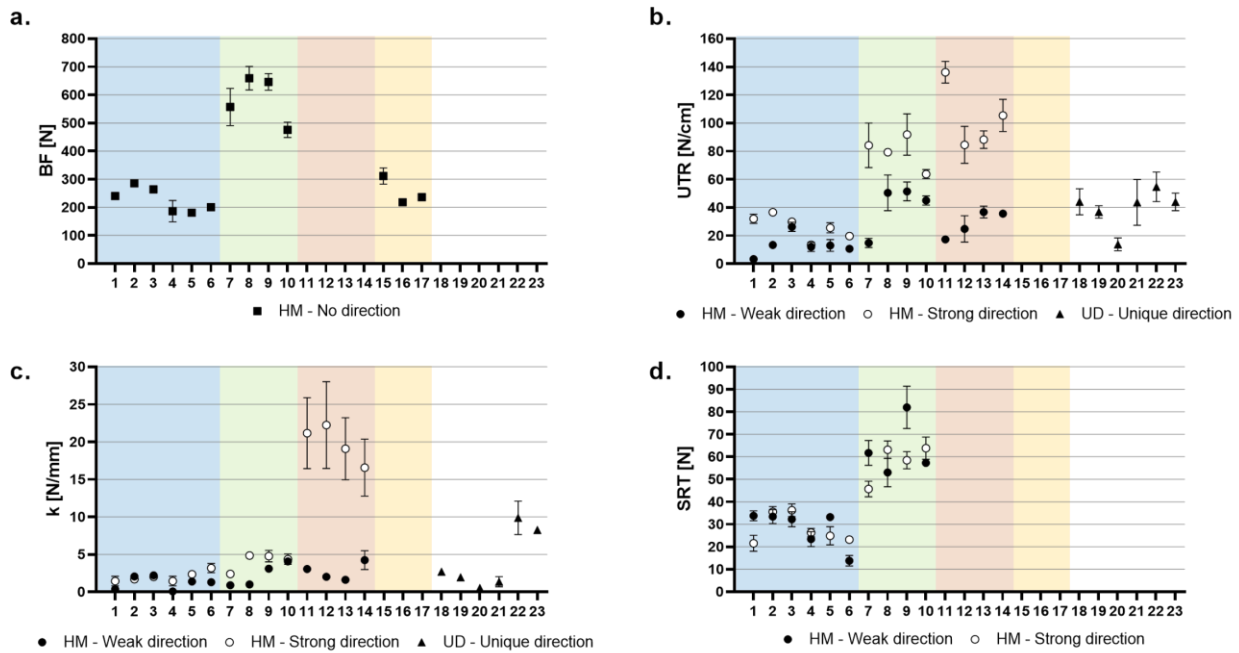 a.
BF [N]
800
700
600
500
400
300
200
100
0
1 2 3 4 5 6 7 8 9 10 11 12 13 14 15 16 17 18 19 20 21 22 23
HM - No direction
b.
UTR [N/cm]
160
140
120
100
80
60
40
20
0
1 2 3 4 5 6 7 8 9 10 11 12 13 14 15 16 17 18 19 20 21 22 23
HM - Weak direction HM - Strong direction UD - Unique direction
c.
k [N/mm]
30
25
20
15
10
5
0
1 2 3 4 5 6 7 8 9 10 11 12 13 14 15 16 17 18 19 20 21 22 23
HM - Weak direction HM - Strong direction UD - Unique direction
d.
SRT [N]
100
90
80
70
60
50
40
30
20
10
0
1 2 3 4 5 6 7 8 9 10 11 12 13 14 15 16 17 18 19 20 21 22 23
HM - Weak direction HM - Strong direction